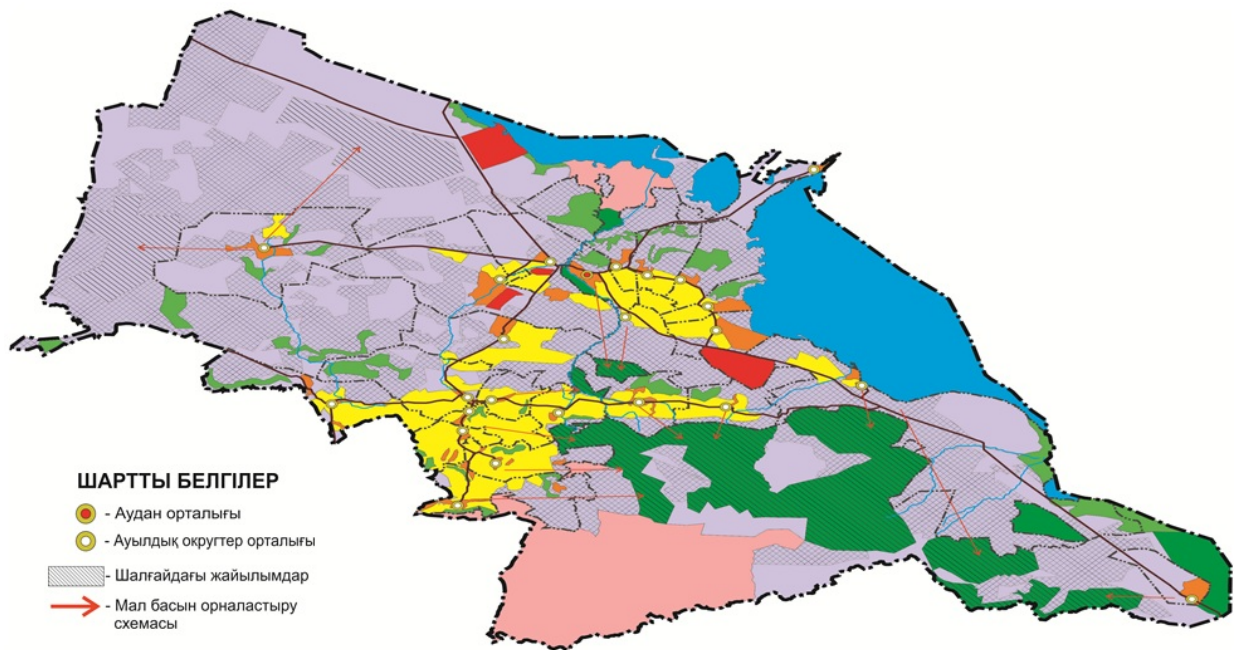 ШАРТТЫ БЕЛГІЛЕР
- Аудан орталығы
- Ауылдық округтер орталығы
- Шалғайдағы жайылымдар
- Мал басын орналастыру
схемасы